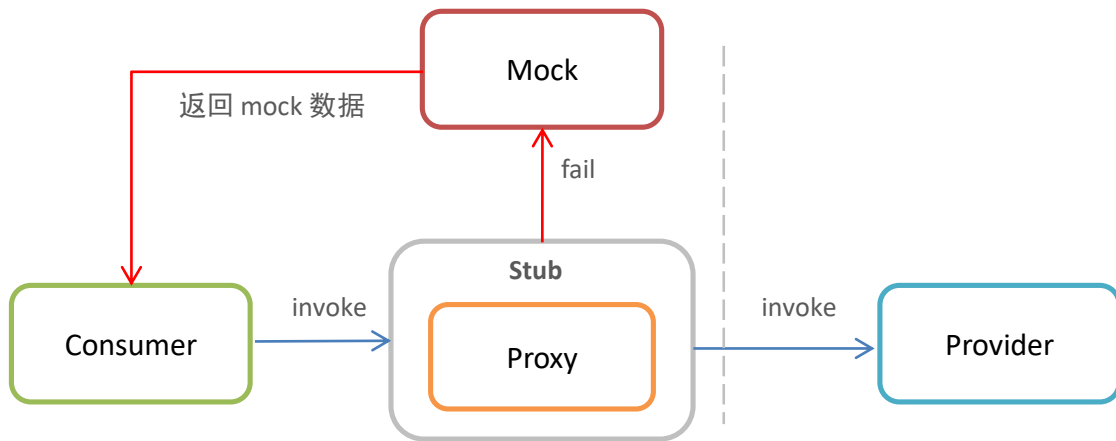 Mock
返回 mock 数据
fail
Stub
invoke
invoke
Consumer
Proxy
Provider